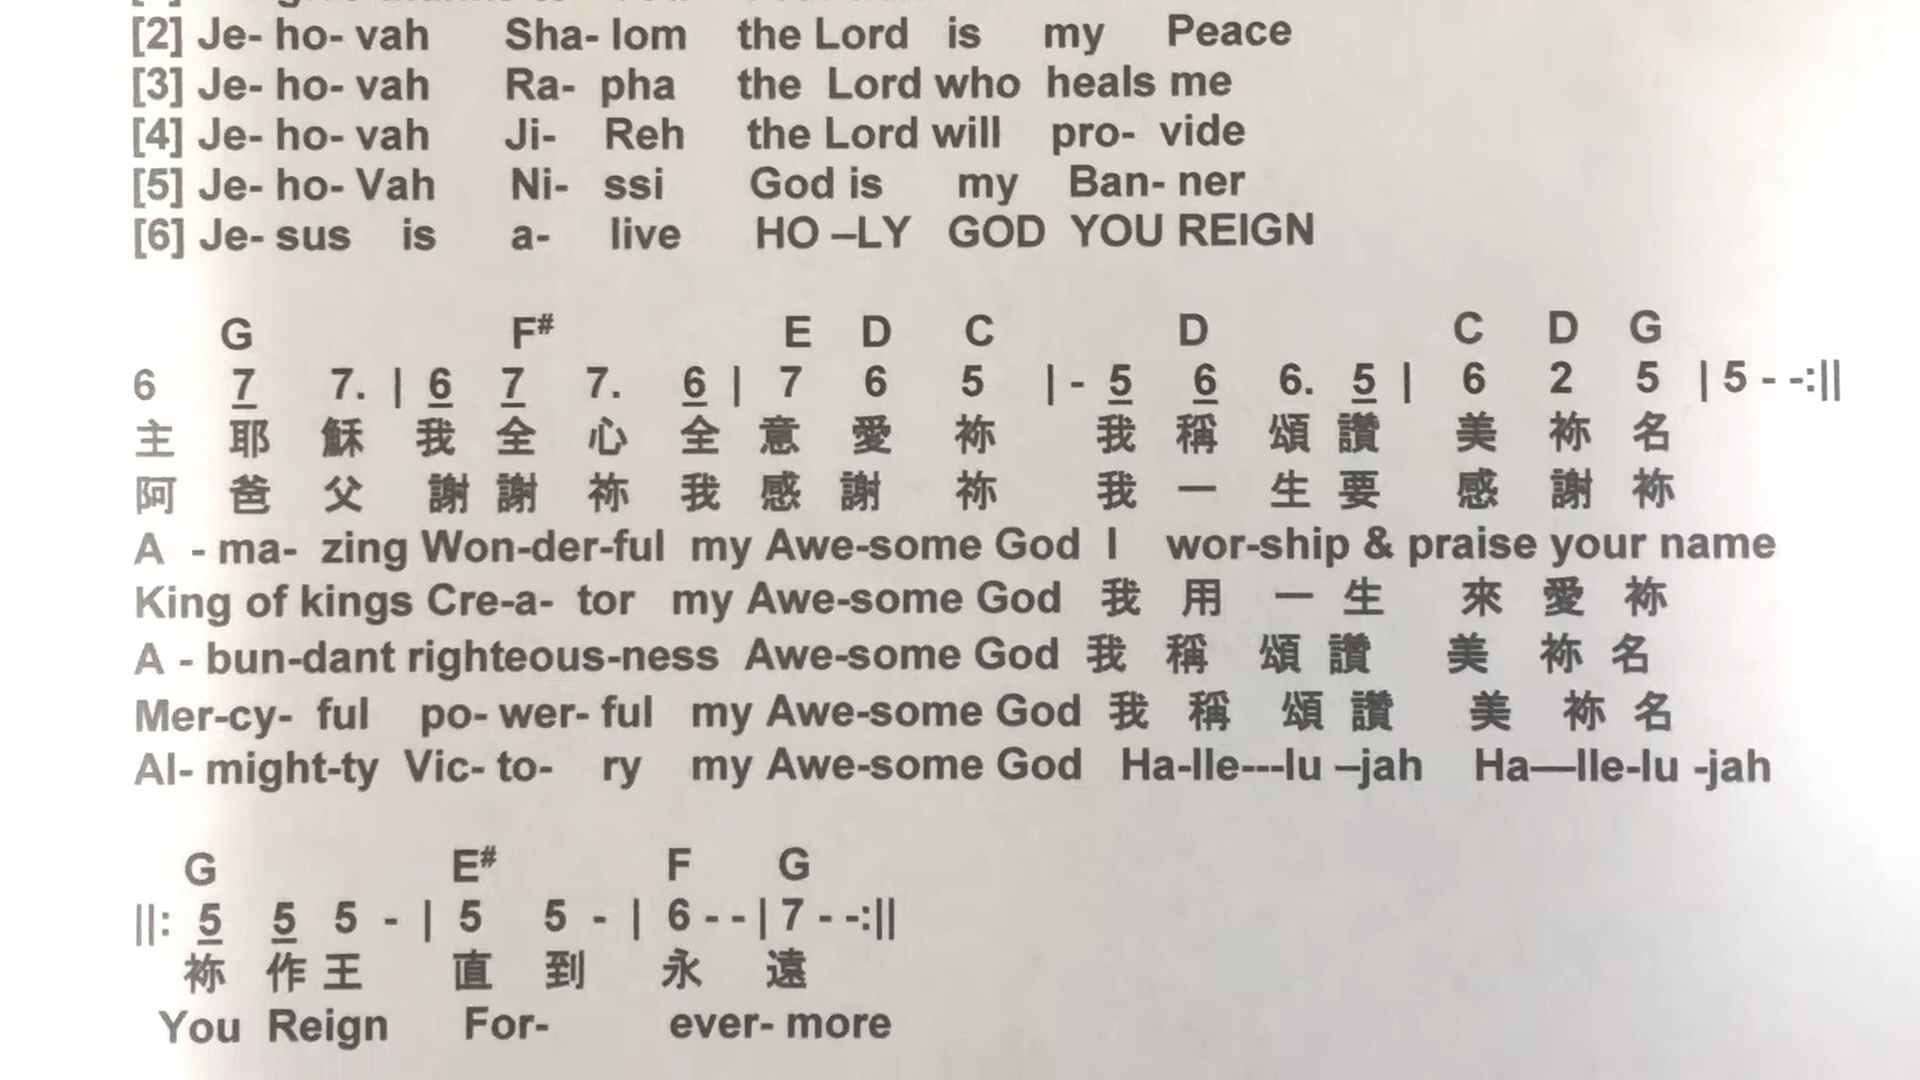 [2] Je- ho- vah Sha- lom the Lord is my Peace
[3] Je- ho- vah Ra- pha the Lord who heals me
[4] Je- ho- vah Ji- Reh the Lord will pro- vide
[5] Je- ho- Vah Ni- ssi God is my Ban- ner
[6] Je- sus is a- live HO –LY GOD YOU REIGN
G F# E D C D C D G
6 7 7. | 6 7 7. 6 | 7 6 5 | - 5 6 6. 5 | 6 2 5 | 5 - -:||
主 耶 穌 我 全 心 全 意 愛 祢 我 稱 頌 讚 美 祢 名
阿 爸 父 謝 謝 祢 我 感 謝 祢 我 一 生 要 感 謝 祢
A - ma- zing Won-der-ful my Awe-some God I wor-ship & praise your name
King of kings Cre-a- tor my Awe-some God 我 用 一 生 來 愛 祢
A - bun-dant righteous-ness Awe-some God 我 稱 頌 讚 美 祢 名
Mer-cy- ful po- wer- ful my Awe-some God 我 稱 頌 讚 美 祢 名
Al- might-ty Vic- to- ry my Awe-some God Ha-lle---lu –jah Ha—lle-lu -jah
G E# F G
||: 5 5 5 - | 5 5 - | 6 - - | 7 - -:||
祢 作 王 直 到 永 遠
You Reign For- ever- more